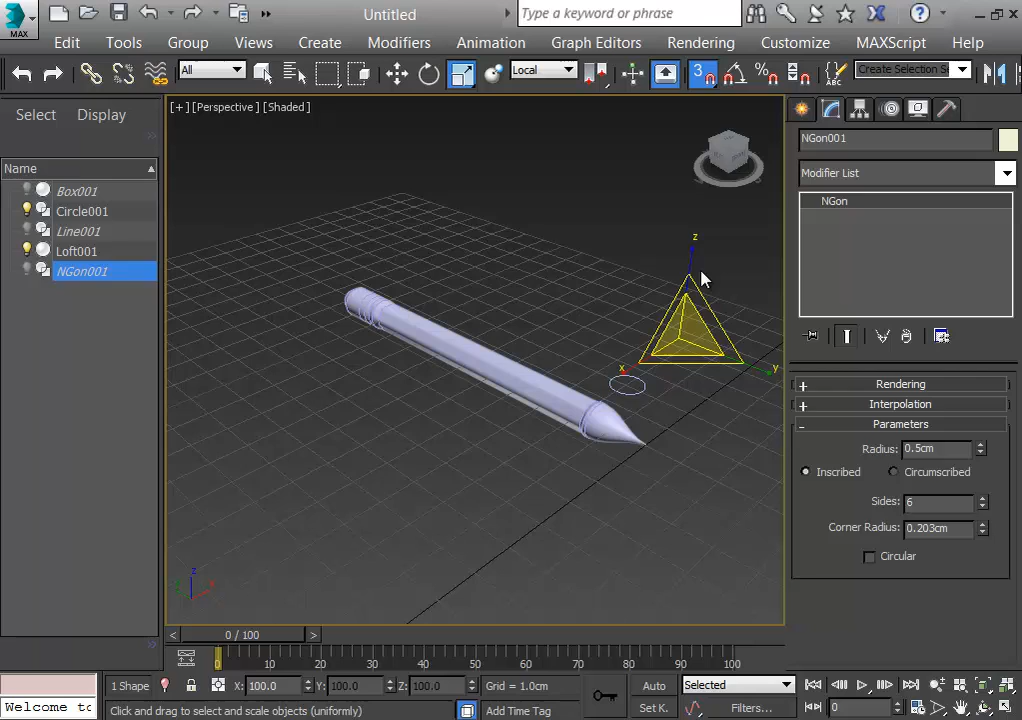 MAX
Untitled
Type a keyword or phrase
Edit Tools Group Views Create Modifiers Animation Graph Editors Rendering Customize MAXScript Help
All
Local
3
%
ABC
Create Selection Se
Select Display
[+] [Perspective] [Shaded]
NGon001
Name
Modifier List
Box001
NGon
Circle001
Line001
Loft001
NGon001
z
x
y
Rendering
Interpolation
Parameters
Radius: 0.5cm
Inscribed Circumscribed
Sides: 6
Corner Radius: 0.203cm
Circular
z
0 / 100
0 10 20 30 40 50 60 70 80 90 100
1 Shape X: 100.0 Y: 100.0 Z: 100.0 Grid = 1.0cm Auto Selected
Welcome to Click and drag to select and scale objects (uniformly) Add Time Tag Set K. Filters... 0